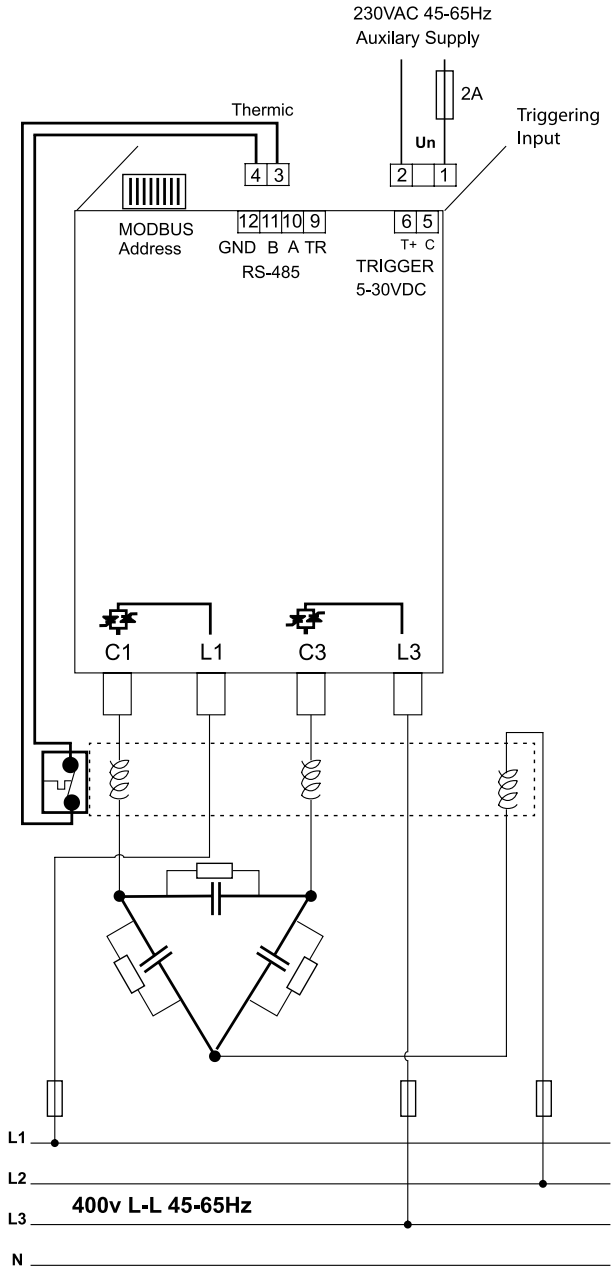 230VAC 45-65Hz
Auxilary Supply
2A
Thermic
Triggering
Input
Un
4 3
2 1
MODBUS
Address
12 11 10 9
GND B A TR
RS-485
6 5
T+ C
TRIGGER
5-30VDC
C1 L1 C3 L3
L1
L2
400v L-L 45-65Hz
L3
N